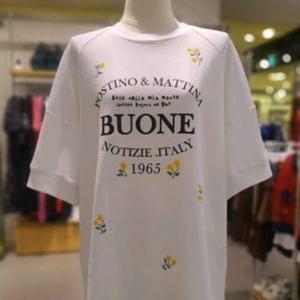 POSTINO & MATTINA
BUONE
NOTIZIE .ITALY
1965